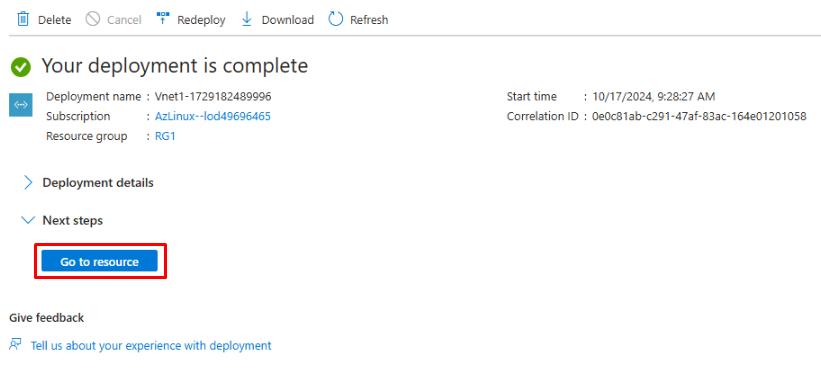 Delete Cancel Redeploy Download Refresh
Your deployment is complete
Deployment name : Vnet1-1729182489996 Start time : 10/17/2024, 9:28:27 AM
Subscription : AzLinux--lod49696465 Correlation ID : 0e0c81ab-c291-47af-83ac-164e01201058
Resource group : RG1
Deployment details
Next steps
Go to resource
Give feedback
Tell us about your experience with deployment